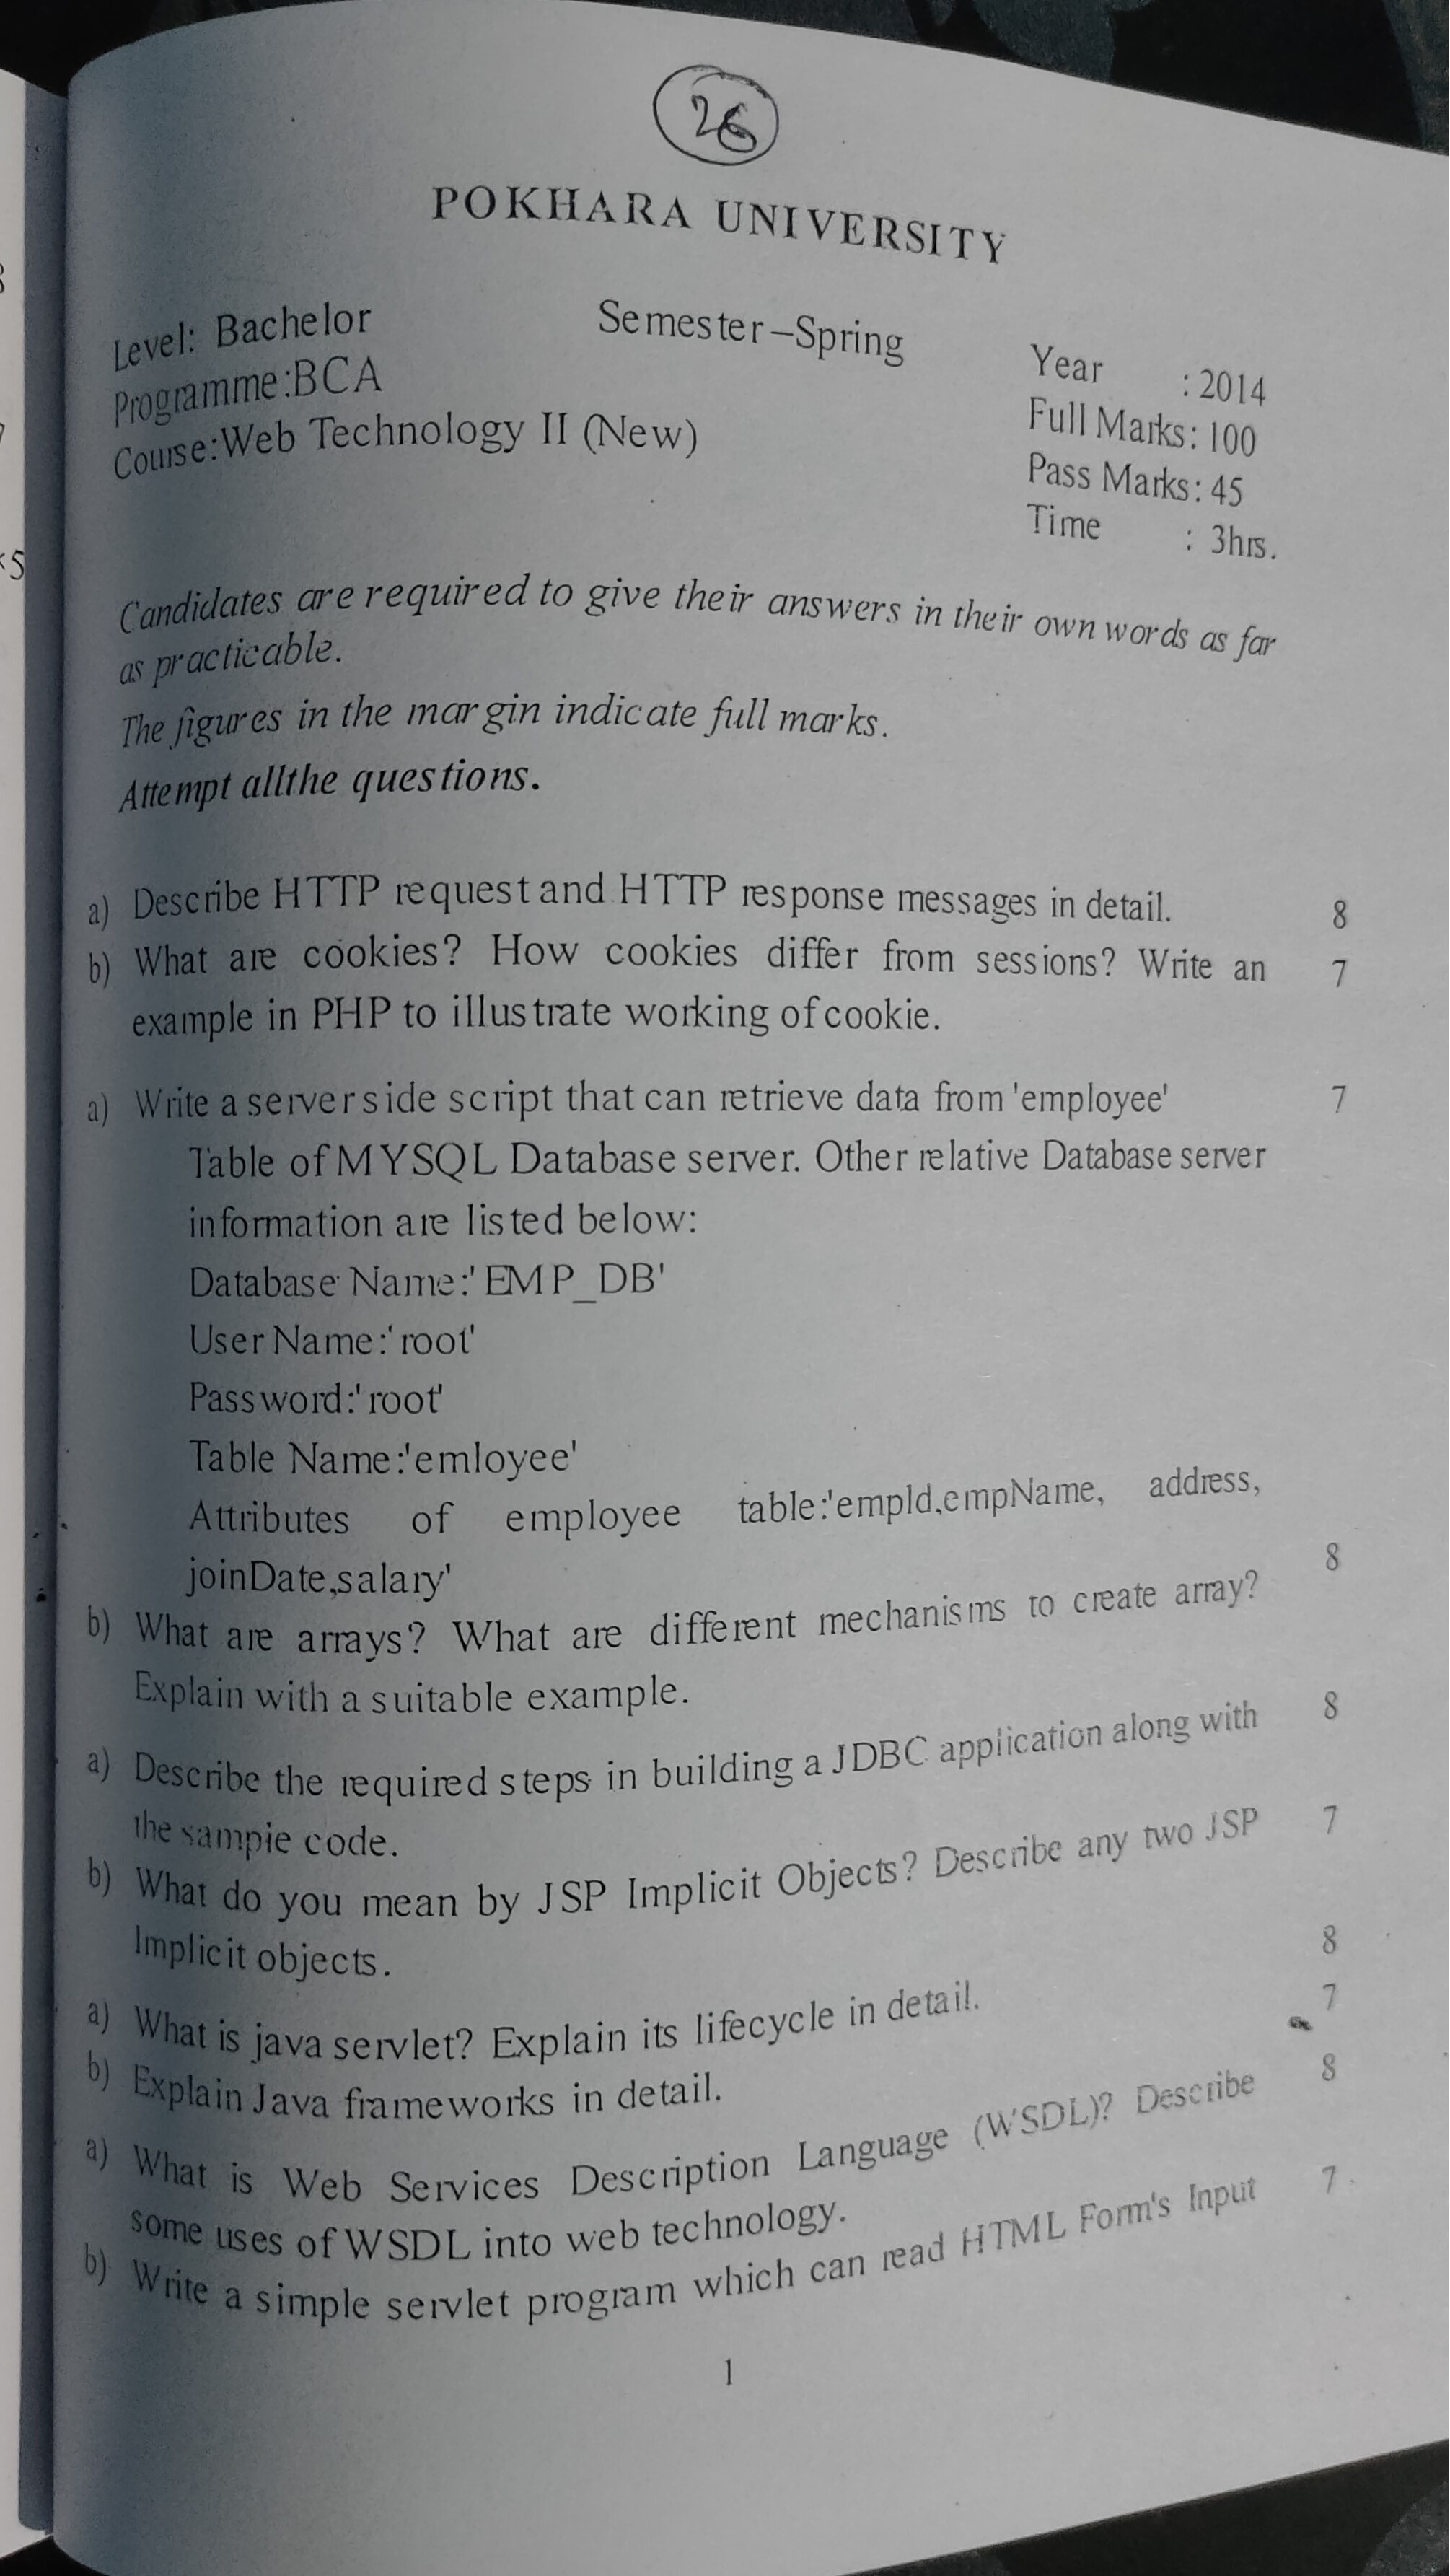 26
POKHARA UNIVERSITY
Level: Bachelor Semester–Spring Year : 2014
Programme:BCA Full Marks: 100
Course:Web Technology II (New) Pass Marks: 45
Time : 3hrs.
Candidates are required to give their answers in their own words as far
as practicable.
The figures in the margin indicate full marks.
Attempt allthe questions.
a) Describe HTTP request and HTTP response messages in detail. 8
b) What are cookies? How cookies differ from sessions? Write an 7
example in PHP to illustrate working of cookie.
a) Write a server side script that can retrieve data from 'employee' 7
Table of MYSQL Database server. Other relative Database server
information are listed below:
Database Name:'EMP_DB'
User Name:'root'
Password:'root'
Table Name:'emloyee'
Attributes of employee table:'empId,empName, address,
joinDate,salary'
b) What are arrays? What are different mechanisms to create array? 8
Explain with a suitable example.
a) Describe the required steps in building a JDBC application along with 8
the sample code.
b) What do you mean by JSP Implicit Objects? Describe any two JSP 7
Implicit objects.
a) What is java servlet? Explain its lifecycle in detail. 8
b) Explain Java frameworks in detail. 7
a) What is Web Services Description Language (WSDL)? Describe 8
some uses of WSDL into web technology.
b) Write a simple servlet program which can read HTML Form's Input 7
1